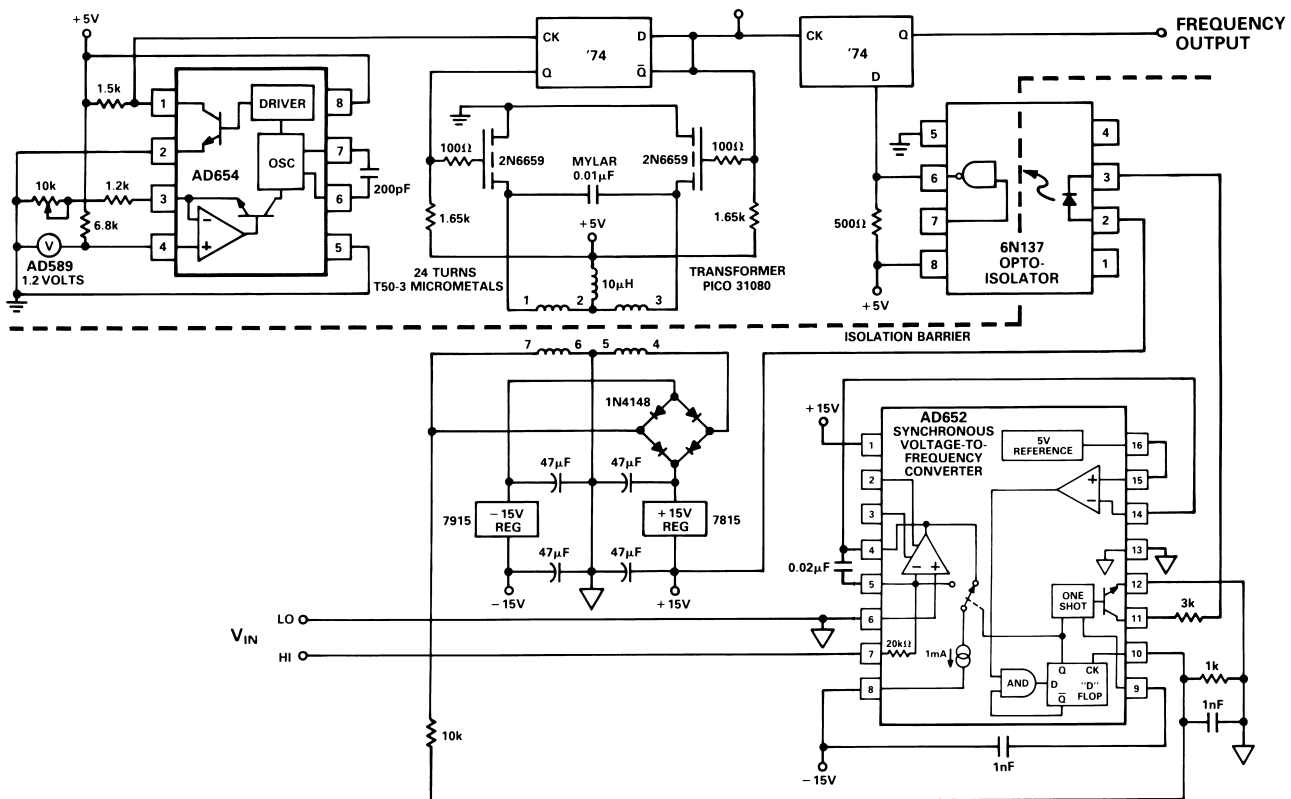 +5V
1.5k
1
2
3
4
8
7
6
5
DRIVER
OSC
AD654
200pF
10k
1.2k
6.8k
V
AD589
1.2 VOLTS
CK
Q
'74
D
Q̅
CK
'74
Q
D
FREQUENCY
OUTPUT
100Ω
2N6659
MYLAR
0.01μF
2N6659
100Ω
1.65k
1.65k
+5V
10μH
24 TURNS
T50-3 MICROMETALS
TRANSFORMER
PICO 31080
1
2
3
500Ω
+5V
5
6
7
8
4
3
2
1
6N137
OPTO-
ISOLATOR
ISOLATION BARRIER
7
6
5
4
1N4148
47μF
47μF
7915
−15V
REG
+15V
REG
7815
47μF
47μF
−15V
+15V
VIN
LO
HI
10k
+15V
AD652
SYNCHRONOUS
VOLTAGE-TO-
FREQUENCY
CONVERTER
5V
REFERENCE
1
2
3
4
5
6
7
8
16
15
14
13
12
11
10
9
0.02μF
20kΩ
1mA
ONE
SHOT
AND
Q
CK
D
"D"
FLOP
Q̅
3k
1k
1nF
1nF
−15V